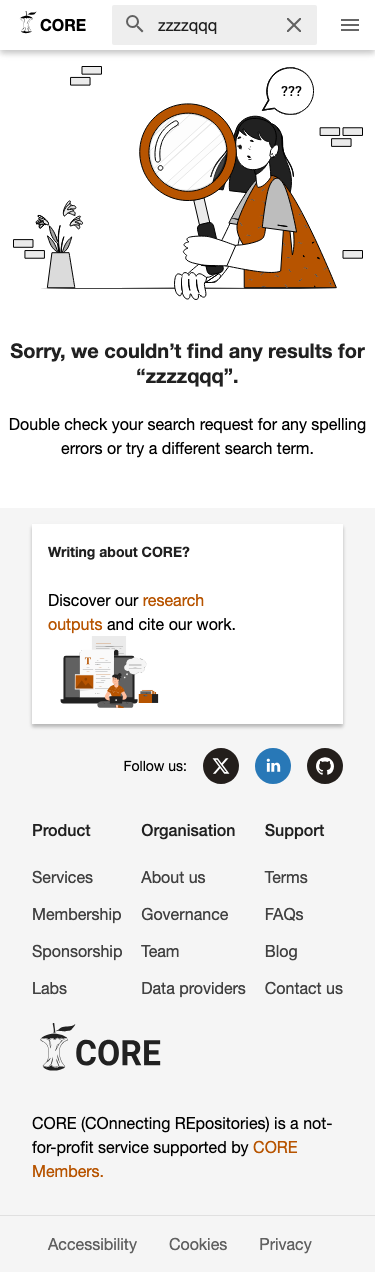 CORE
zzzzqqq
???
Sorry, we couldn’t find any results for
“zzzzqqq”.
Double check your search request for any spelling
errors or try a different search term.
Writing about CORE?
Discover our research
outputs and cite our work.
T
Follow us:
Product
Organisation
Support
Services
About us
Terms
Membership
Governance
FAQs
Sponsorship
Team
Blog
Labs
Data providers
Contact us
CORE
CORE (COnnecting REpositories) is a not-
for-profit service supported by CORE
Members.
Accessibility
Cookies
Privacy